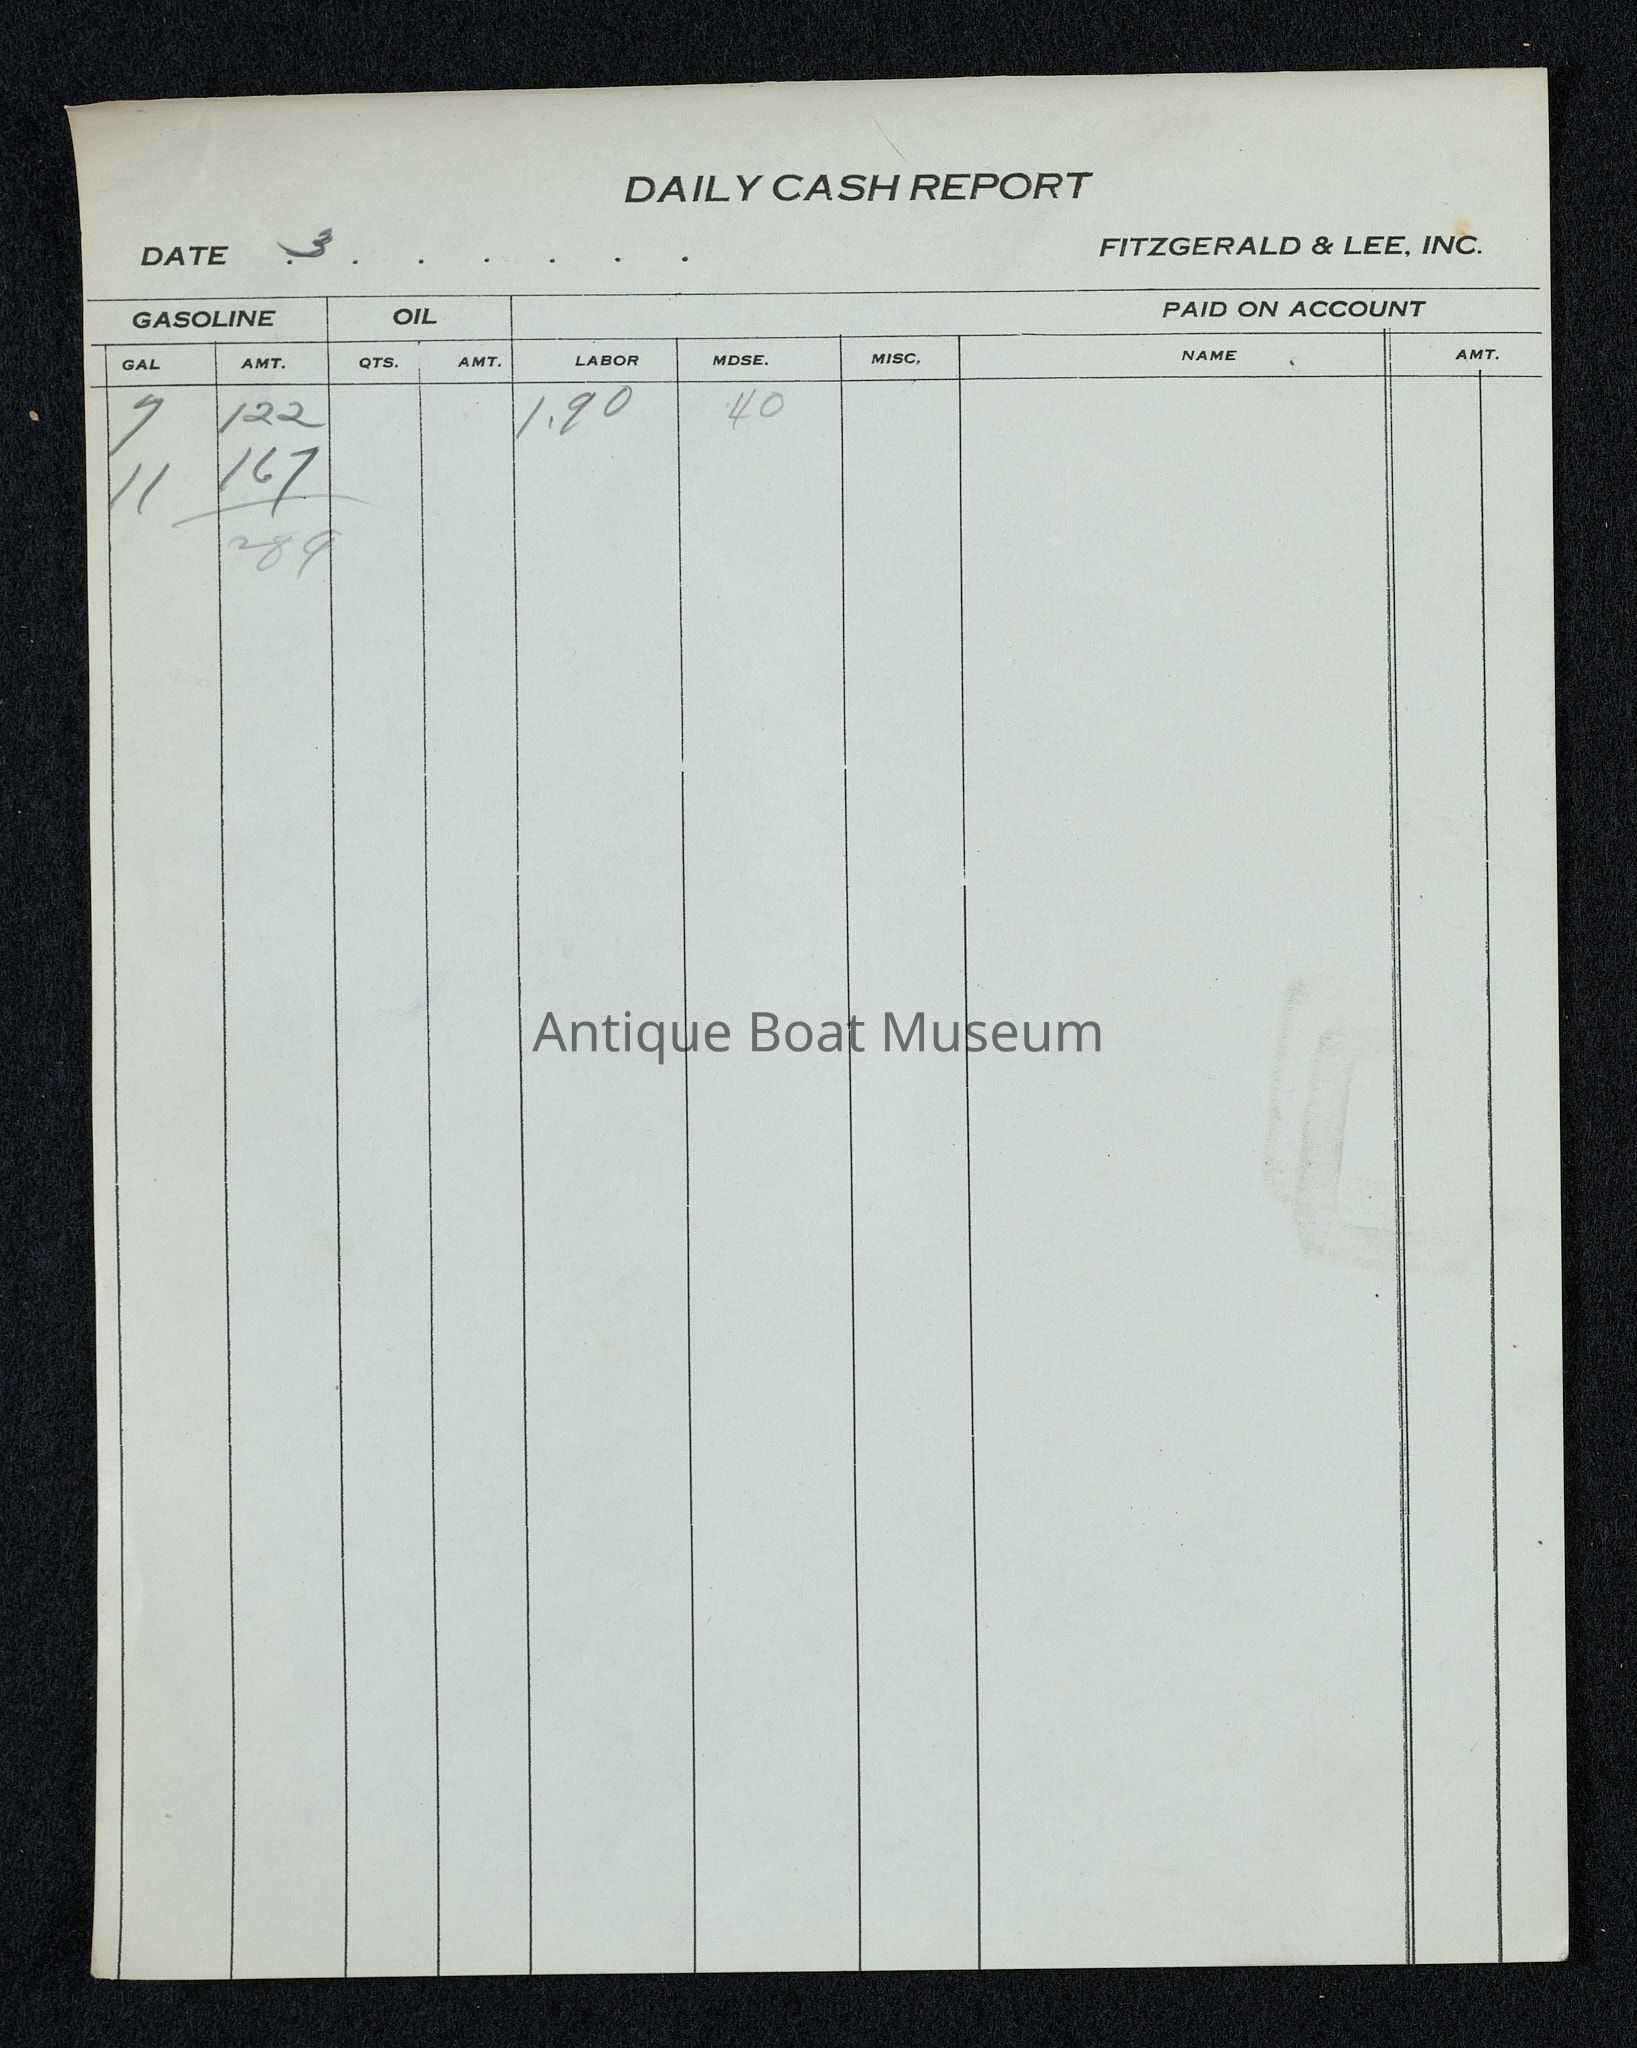 DAILY CASH REPORT
DATE 3 . . . . . . FITZGERALD & LEE, INC.
GASOLINE OIL PAID ON ACCOUNT
GAL AMT. QTS. AMT. LABOR MDSE. MISC. NAME AMT.
7 122 1.90 .40
11 167
289
Antique Boat Museum